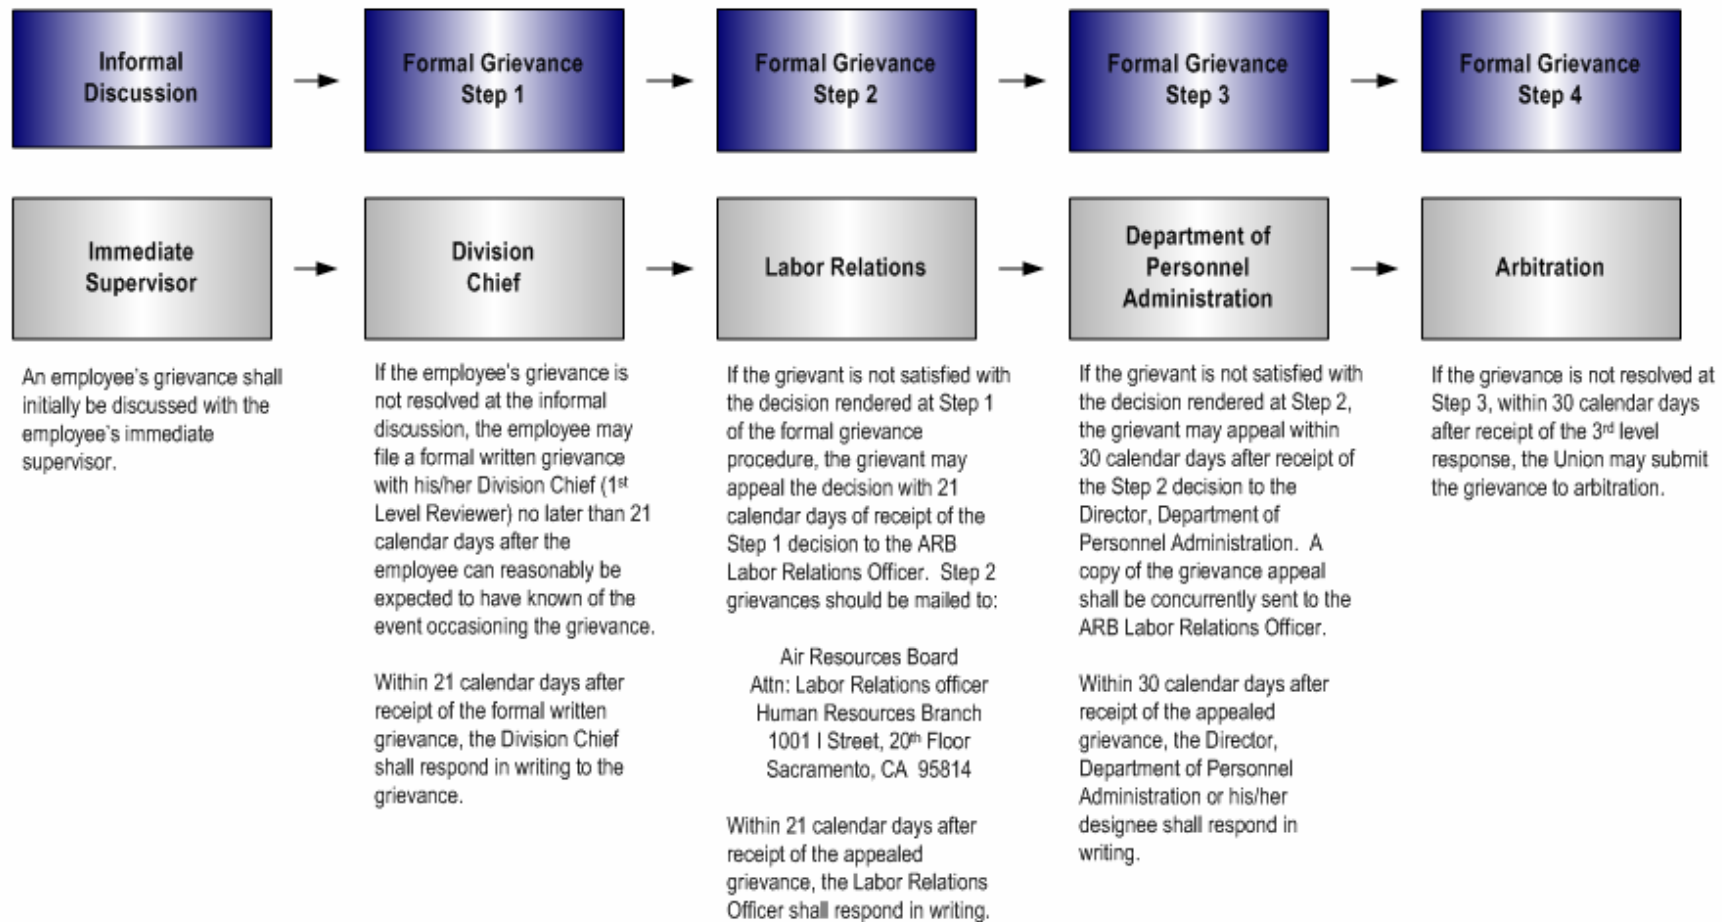 Informal
Discussion
Formal Grievance
Step 1
Formal Grievance
Step 2
Formal Grievance
Step 3
Formal Grievance
Step 4
Immediate
Supervisor
Division
Chief
Labor Relations
Department of
Personnel
Administration
Arbitration
An employee's grievance shall
initially be discussed with the
employee's immediate
supervisor.
If the employee's grievance is
not resolved at the informal
discussion, the employee may
file a formal written grievance
with his/her Division Chief (1st
Level Reviewer) no later than 21
calendar days after the
employee can reasonably be
expected to have known of the
event occasioning the grievance.
Within 21 calendar days after
receipt of the formal written
grievance, the Division Chief
shall respond in writing to the
grievance.
If the grievant is not satisfied with
the decision rendered at Step 1
of the formal grievance
procedure, the grievant may
appeal the decision with 21
calendar days of receipt of the
Step 1 decision to the ARB
Labor Relations Officer.  Step 2
grievances should be mailed to:
Air Resources Board
Attn: Labor Relations officer
Human Resources Branch
1001 I Street, 20th Floor
Sacramento, CA  95814
Within 21 calendar days after
receipt of the appealed
grievance, the Labor Relations
Officer shall respond in writing.
If the grievant is not satisfied with
the decision rendered at Step 2,
the grievant may appeal within
30 calendar days after receipt of
the Step 2 decision to the
Director, Department of
Personnel Administration.  A
copy of the grievance appeal
shall be concurrently sent to the
ARB Labor Relations Officer.
Within 30 calendar days after
receipt of the appealed
grievance, the Director,
Department of Personnel
Administration or his/her
designee shall respond in
writing.
If the grievance is not resolved at
Step 3, within 30 calendar days
after receipt of the 3rd level
response, the Union may submit
the grievance to arbitration.